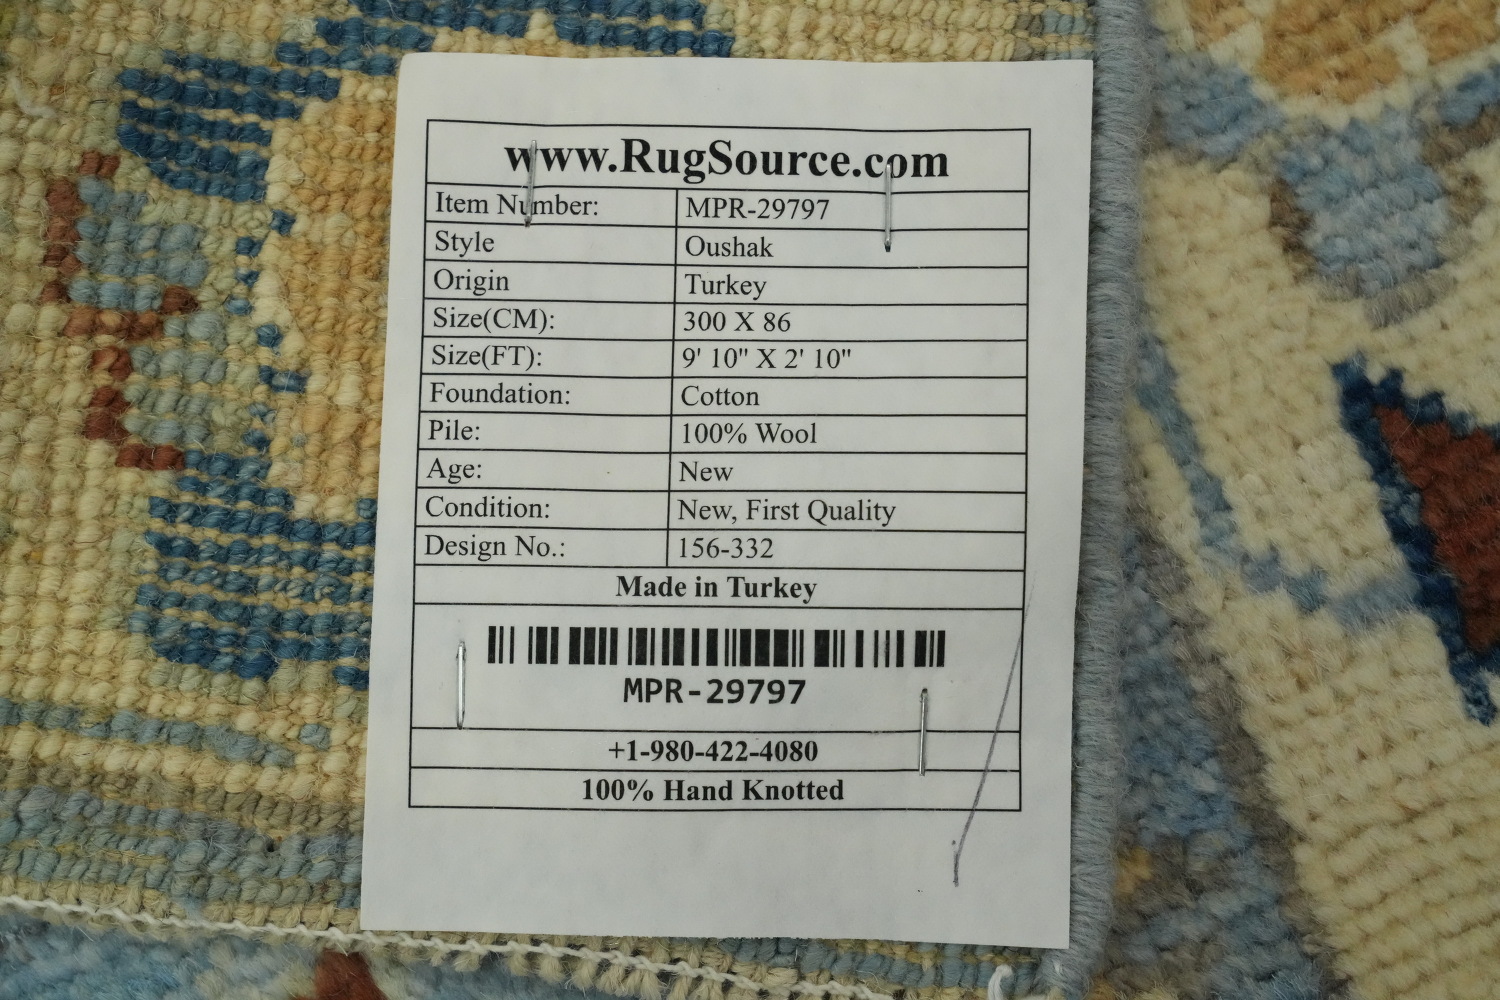 www.RugSource.com
Item Number: MPR-29797
Style Oushak
Origin Turkey
Size(CM): 300 X 86
Size(FT): 9' 10" X 2' 10"
Foundation: Cotton
Pile: 100% Wool
Age: New
Condition: New, First Quality
Design No.: 156-332
Made in Turkey
MPR-29797
+1-980-422-4080
100% Hand Knotted